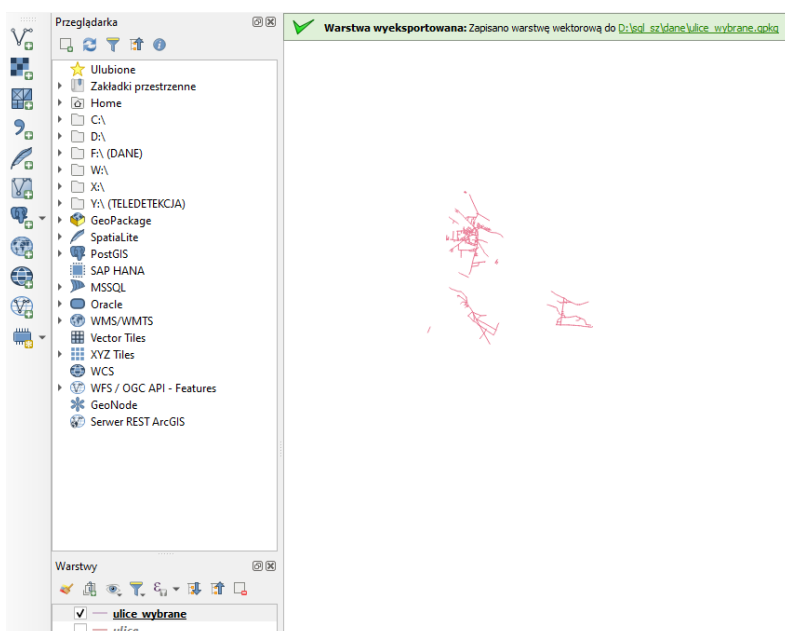 Przeglądarka
Warstwa wyeksportowana: Zapisano warstwę wektorową do D:\sql_sz\dane\ulice_wybrane.gpkg
Ulubione
Zakładki przestrzenne
Home
C:\
D:\
F:\ (DANE)
W:\
X:\
Y:\ (TELEDETEKCJA)
GeoPackage
SpatiaLite
PostGIS
SAP HANA
MSSQL
Oracle
WMS/WMTS
Vector Tiles
XYZ Tiles
WCS
WFS / OGC API - Features
GeoNode
Serwer REST ArcGIS
Warstwy
ulice_wybrane
ulice